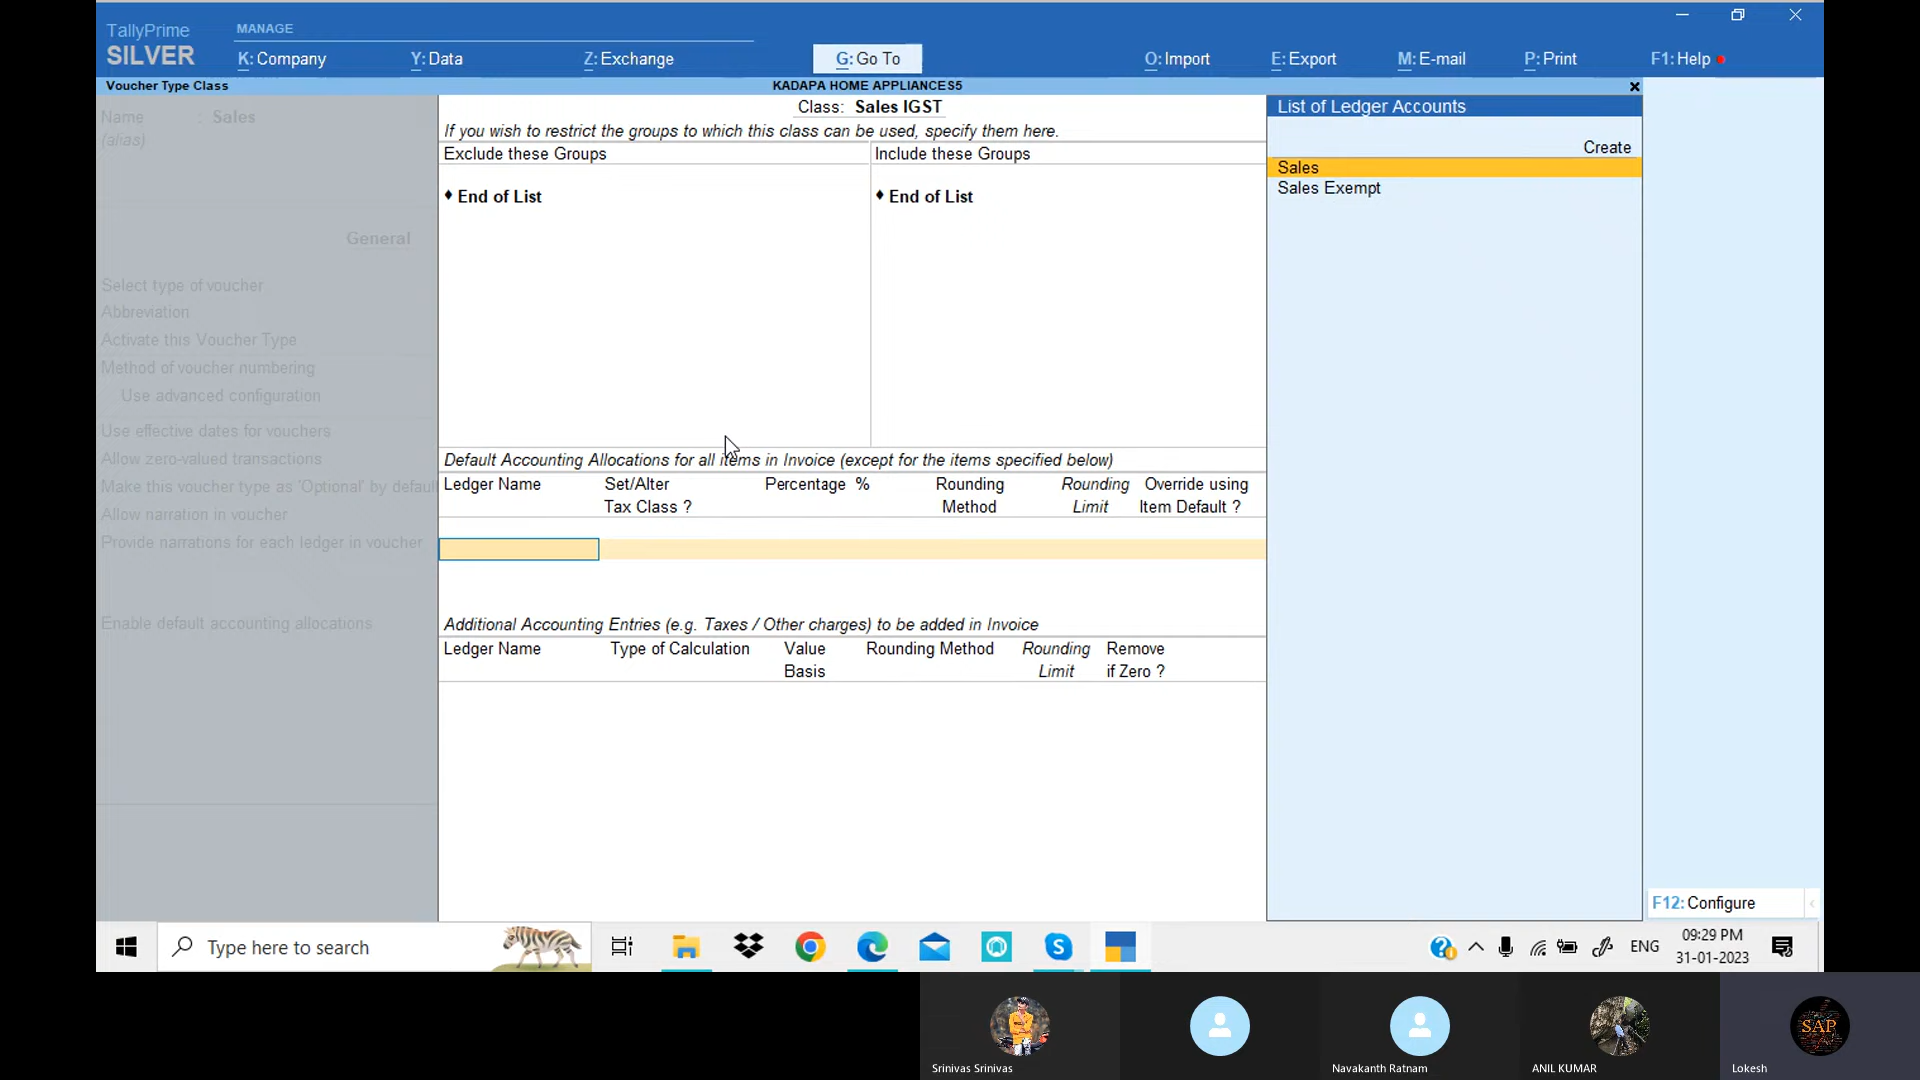 TallyPrime
SILVER
MANAGE
K: Company
Y: Data
Z: Exchange
G: Go To
O: Import
E: Export
M: E-mail
P: Print
F1: Help
Voucher Type Class
KADAPA HOME APPLIANCES5
Name : Sales
(alias)
General
Select type of voucher
Abbreviation
Activate this Voucher Type
Method of voucher numbering
Use advanced configuration
Use effective dates for vouchers
Allow zero-valued transactions
Make this voucher type as 'Optional' by defaul
Allow narration in voucher
Provide narrations for each ledger in voucher
Enable default accounting allocations
Class: Sales IGST
If you wish to restrict the groups to which this class can be used, specify them here.
Exclude these Groups
Include these Groups
♦ End of List
♦ End of List
Default Accounting Allocations for all items in Invoice (except for the items specified below)
Ledger Name Set/Alter Percentage % Rounding Rounding Override using
Tax Class ? Method Limit Item Default ?
Additional Accounting Entries (e.g. Taxes / Other charges) to be added in Invoice
Ledger Name Type of Calculation Value Rounding Method Rounding Remove
Basis Limit if Zero ?
List of Ledger Accounts
Create
Sales
Sales Exempt
F12: Configure
Type here to search
ENG
09:29 PM
31-01-2023
SAP
Srinivas Srinivas
Navakanth Ratnam
ANIL KUMAR
Lokesh